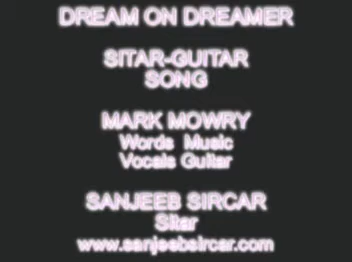 DREAM ON DREAMER
SITAR-GUITAR
SONG
MARK MOWRY
Words Music
Vocals Guitar
SANJEEB SIRCAR
Sitar
www.sanjeebsircar.com